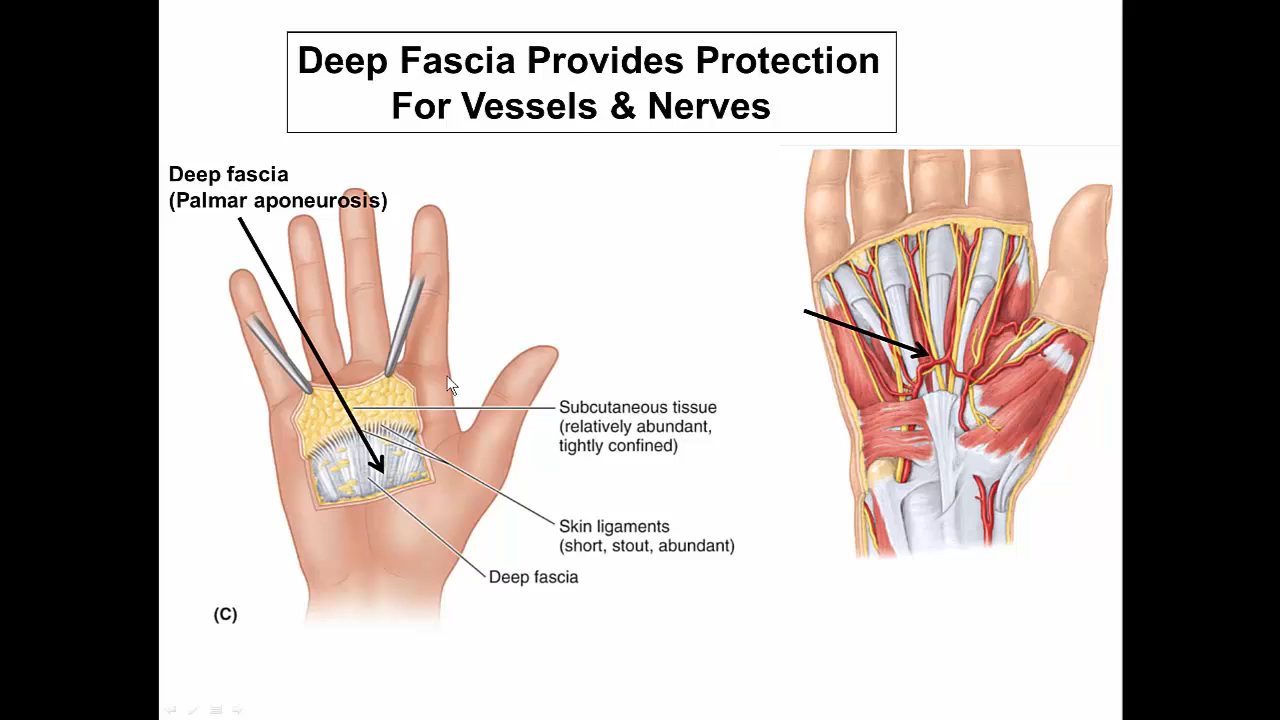 Deep Fascia Provides Protection
For Vessels & Nerves
Deep fascia
(Palmar aponeurosis)
Subcutaneous tissue
(relatively abundant,
tightly confined)
Skin ligaments
(short, stout, abundant)
Deep fascia
(C)